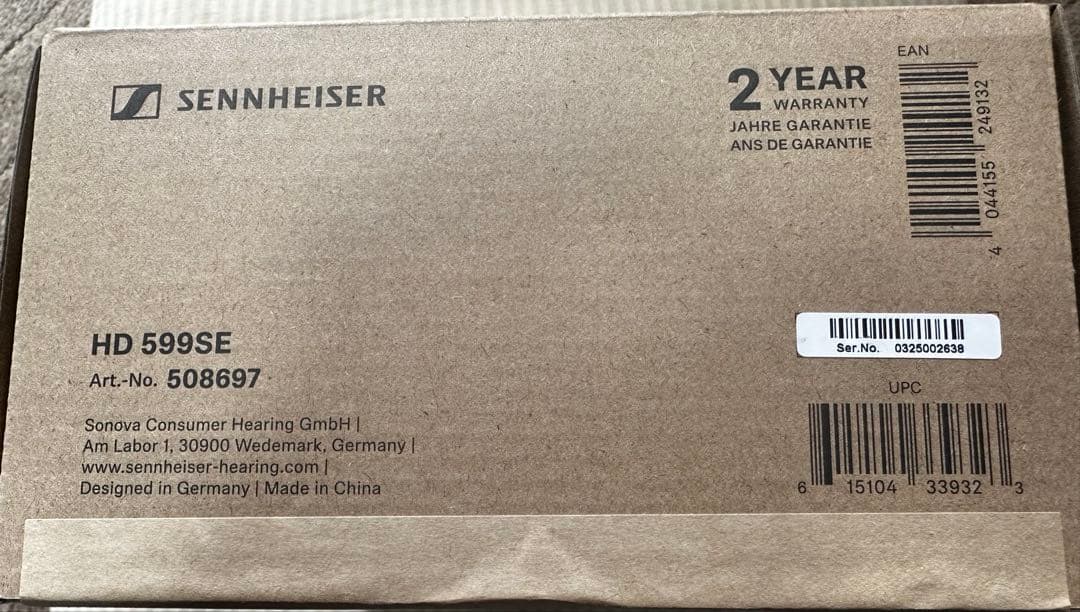 SENNHEISER
2 YEAR
WARRANTY
JAHRE GARANTIE
ANS DE GARANTIE
EAN
4 044155 249132
HD 599SE
Art.-No. 508697
Sonova Consumer Hearing GmbH |
Am Labor 1, 30900 Wedemark, Germany |
www.sennheiser-hearing.com |
Designed in Germany | Made in China
Ser.No. 0325002638
UPC
6 15104 33932 3